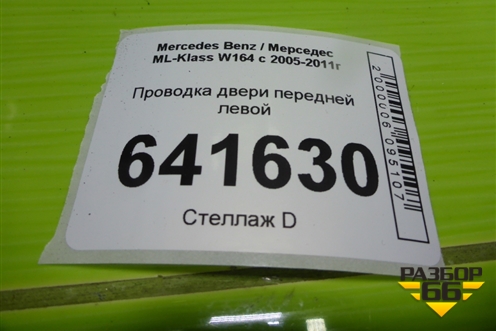 Mercedes Benz / Мерседес
ML-Klass W164 с 2005-2011г
Проводка двери передней
левой
641630
Стеллаж D
2000006095107
РАЗБОР
66